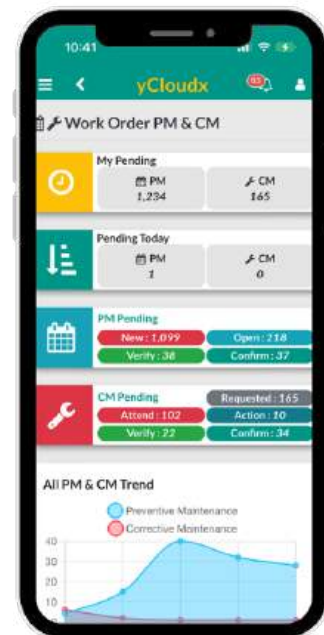 10:41
yCloudx
63
Work Order PM & CM
My Pending
PM CM
1,234 165
Pending Today
PM CM
1 0
PM Pending
New : 1,099 Open : 218
Verify : 38 Confirm : 37
CM Pending Requested : 165
Attend : 102 Action : 10
Verify : 22 Confirm : 34
All PM & CM Trend
Preventive Maintenance
Corrective Maintenance
40
30
20
10